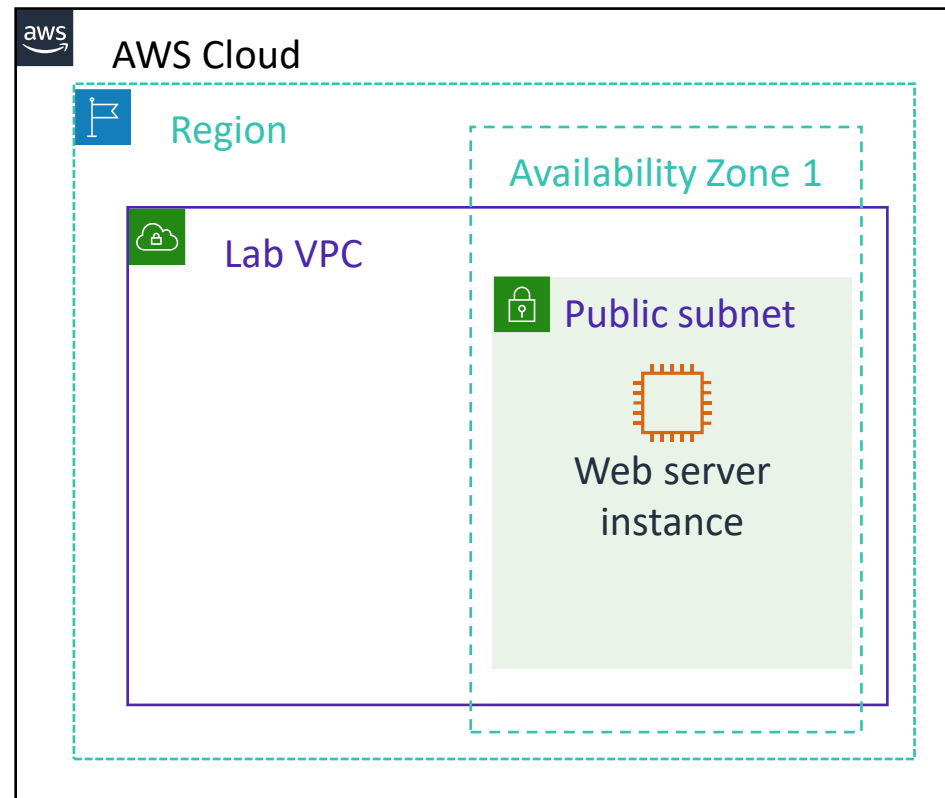 aws
AWS Cloud
Region
Availability Zone 1
Lab VPC
Public subnet
Web server
instance